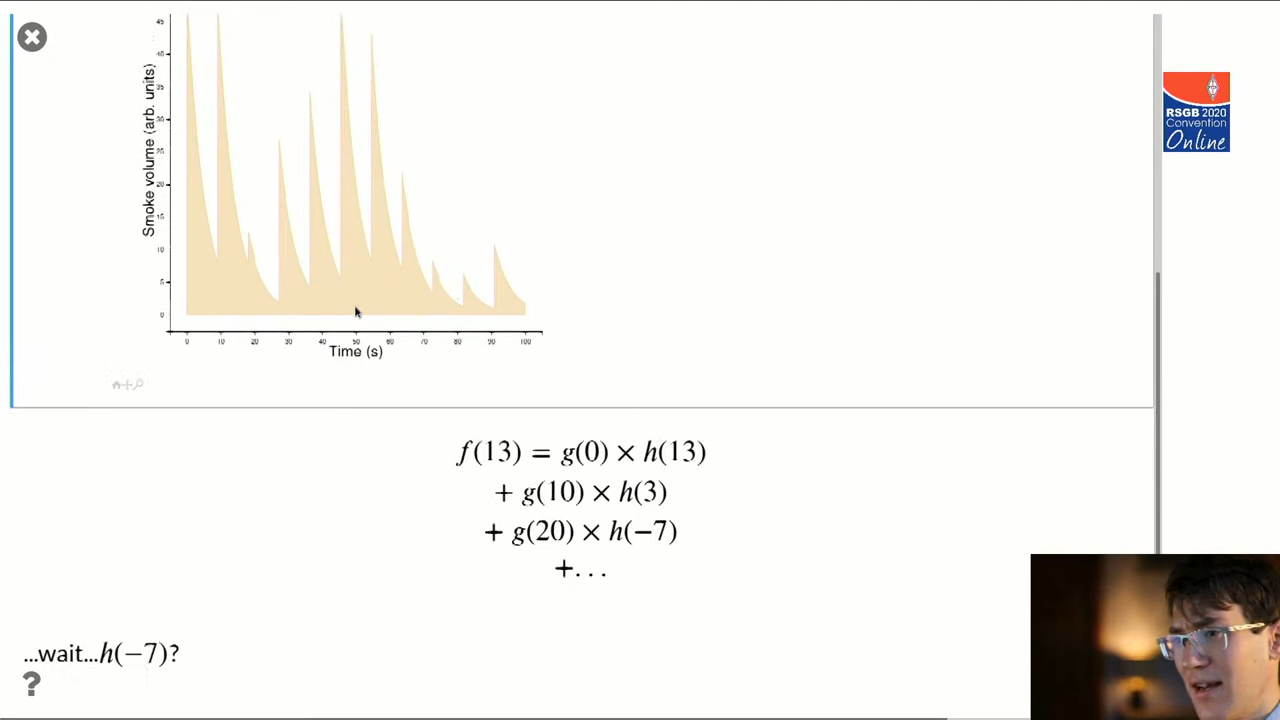 45
40
35
30
25
20
15
10
5
0
Smoke volume (arb. units)
0 10 20 30 40 50 60 70 80 90 100
Time (s)
RSGB 2020
Convention
Online
f(13) = g(0) × h(13)
+ g(10) × h(3)
+ g(20) × h(−7)
+...
...wait...h(−7)?
?